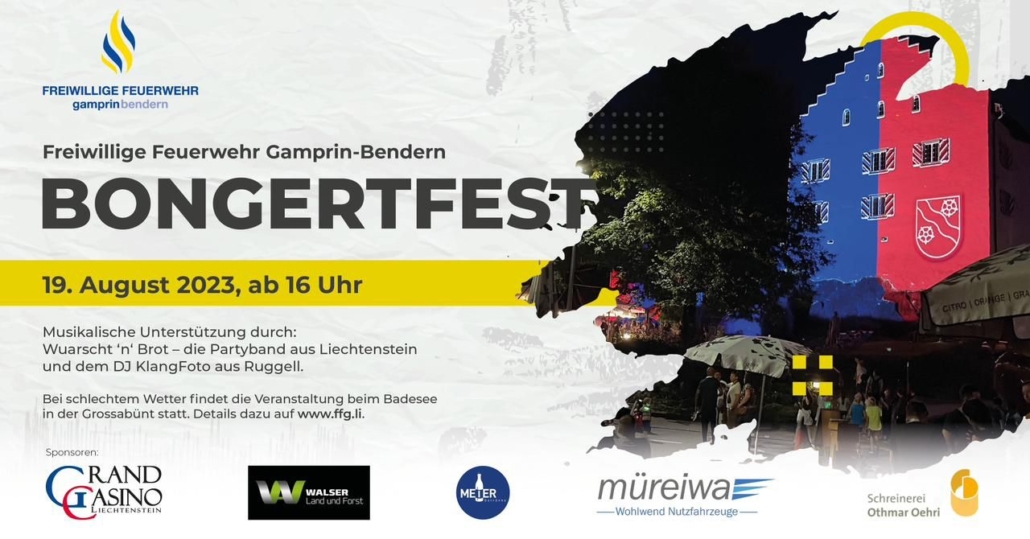 FREIWILLIGE FEUERWEHR
gamprinbendern
Freiwillige Feuerwehr Gamprin-Bendern
BONGERTFEST
19. August 2023, ab 16 Uhr
Musikalische Unterstützung durch:
Wuarscht ‘n‘ Brot – die Partyband aus Liechtenstein
und dem DJ KlangFoto aus Ruggell.
Bei schlechtem Wetter findet die Veranstaltung beim Badesee
in der Grossabünt statt. Details dazu auf www.ffg.li.
CITRO | ORANGE | GRA
Sponsoren:
GRAND
CASINO
LIECHTENSTEIN
WALSER
Land und Forst
METER
müreiwa
Wohlwend Nutzfahrzeuge
Schreinerei
Othmar Oehri